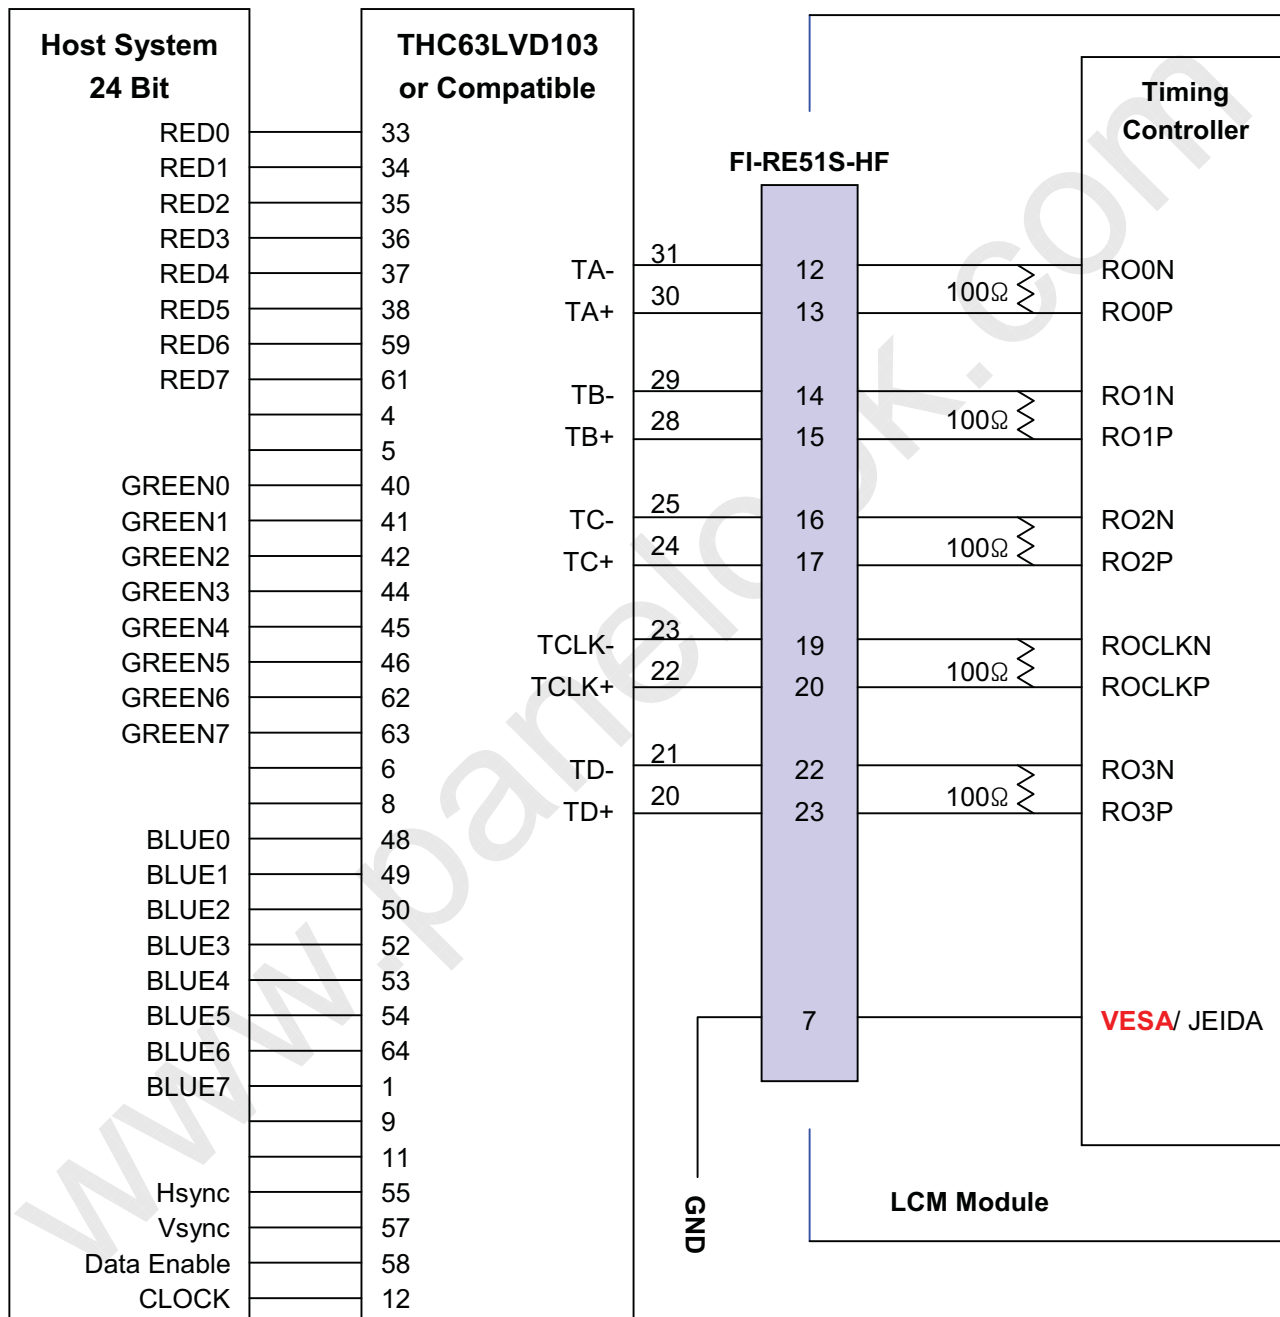 Host System
24 Bit
RED0
RED1
RED2
RED3
RED4
RED5
RED6
RED7
GREEN0
GREEN1
GREEN2
GREEN3
GREEN4
GREEN5
GREEN6
GREEN7
BLUE0
BLUE1
BLUE2
BLUE3
BLUE4
BLUE5
BLUE6
BLUE7
Hsync
Vsync
Data Enable
CLOCK
THC63LVD103
or Compatible
33
34
35
36
37
38
59
61
4
5
40
41
42
44
45
46
62
63
6
8
48
49
50
52
53
54
64
1
9
11
55
57
58
12
TA- 31
TA+ 30
TB- 29
TB+ 28
TC- 25
TC+ 24
TCLK- 23
TCLK+ 22
TD- 21
TD+ 20
FI-RE51S-HF
12
13
14
15
16
17
19
20
22
23
7
GND
100Ω
100Ω
100Ω
100Ω
100Ω
Timing
Controller
RO0N
RO0P
RO1N
RO1P
RO2N
RO2P
ROCLKN
ROCLKP
RO3N
RO3P
VESA/ JEIDA
LCM Module
www.panelook.com